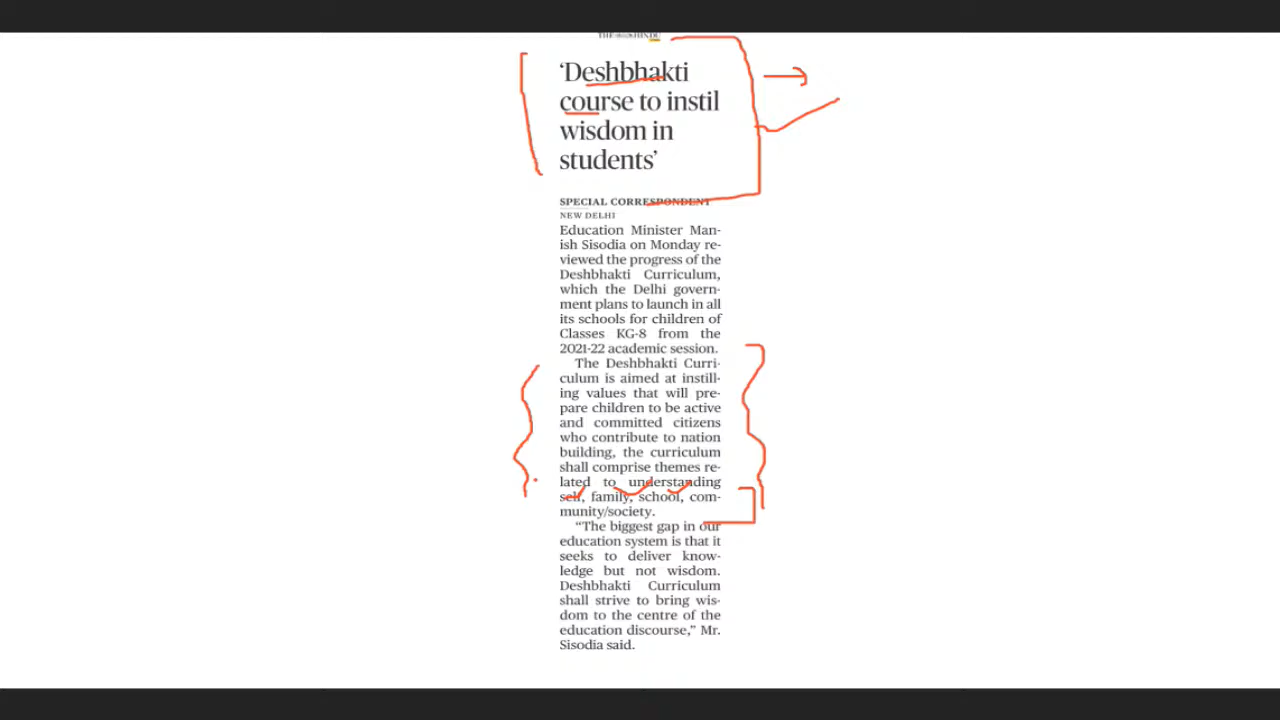 THE HINDU
‘Deshbhakti
course to instil
wisdom in
students’
SPECIAL CORRESPONDENT
NEW DELHI
Education Minister Man-
ish Sisodia on Monday re-
viewed the progress of the
Deshbhakti Curriculum,
which the Delhi govern-
ment plans to launch in all
its schools for children of
Classes KG-8 from the
2021-22 academic session.
The Deshbhakti Curri-
culum is aimed at instill-
ing values that will pre-
pare children to be active
and committed citizens
who contribute to nation
building, the curriculum
shall comprise themes re-
lated to understanding
self, family, school, com-
munity/society.
“The biggest gap in our
education system is that it
seeks to deliver know-
ledge but not wisdom.
Deshbhakti Curriculum
shall strive to bring wis-
dom to the centre of the
education discourse,” Mr.
Sisodia said.